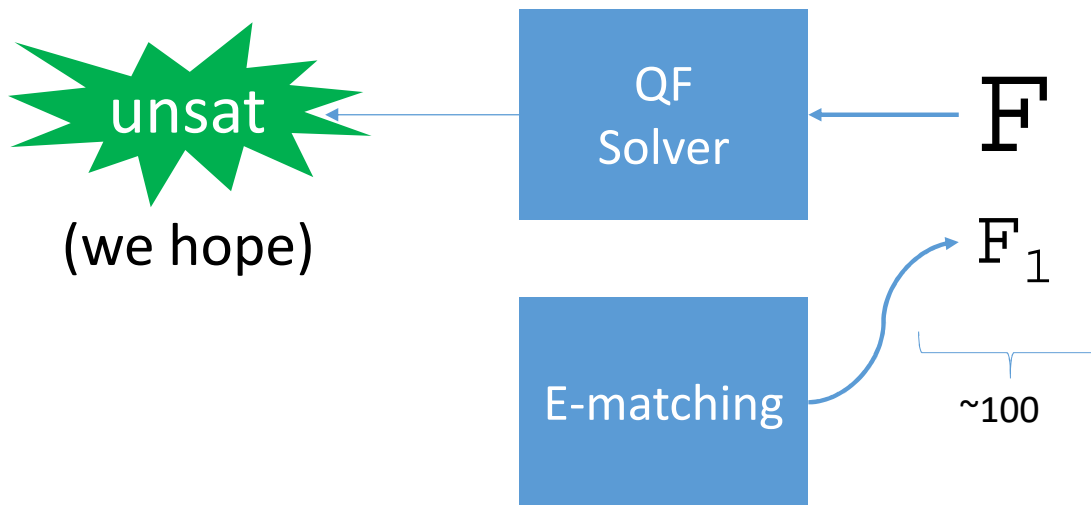 unsat
(we hope)
QF
Solver
F
F1
E-matching
~100